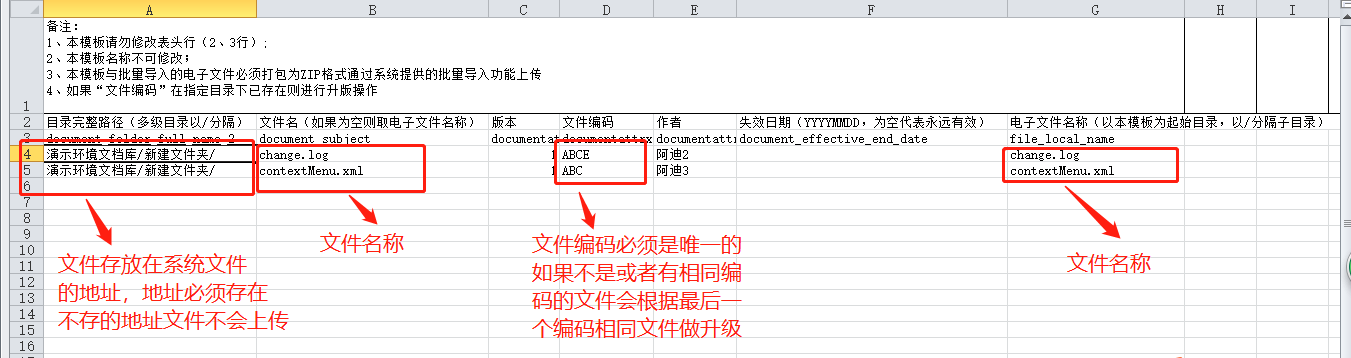 A B C D E F G H I
备注：
1、本模板请勿修改表头行（2、3行）；
2、本模板名称不可修改；
3、本模板与批量导入的电子文件必须打包为ZIP格式通过系统提供的批量导入功能上传
4、如果“文件编码”在指定目录下已存在则进行升版操作
1
2 目录完整路径（多级目录以/分隔） 文件名（如果为空则取电子文件名称） 版本 文件编码 作者 失效日期（YYYYMMDD，为空代表永远有效） 电子文件名称（以本模板为起始目录，以/分隔子目录）
3 document_folder_full_name_2 document_subject documentat documentattrx documentatt document_effective_end_date file_local_name
4 演示环境文档库/新建文件夹/ change.log 1 ABCE 阿迪2 change.log
5 演示环境文档库/新建文件夹/ contextMenu.xml 1 ABC 阿迪3 contextMenu.xml
6
7
8
9
10
11
12
13
14
15
16
文件存放在系统文件
的地址，地址必须存在
不存的地址文件不会上传
文件名称
文件编码必须是唯一的
如果不是或者有相同编
码的文件会根据最后一
个编码相同文件做升级
文件名称